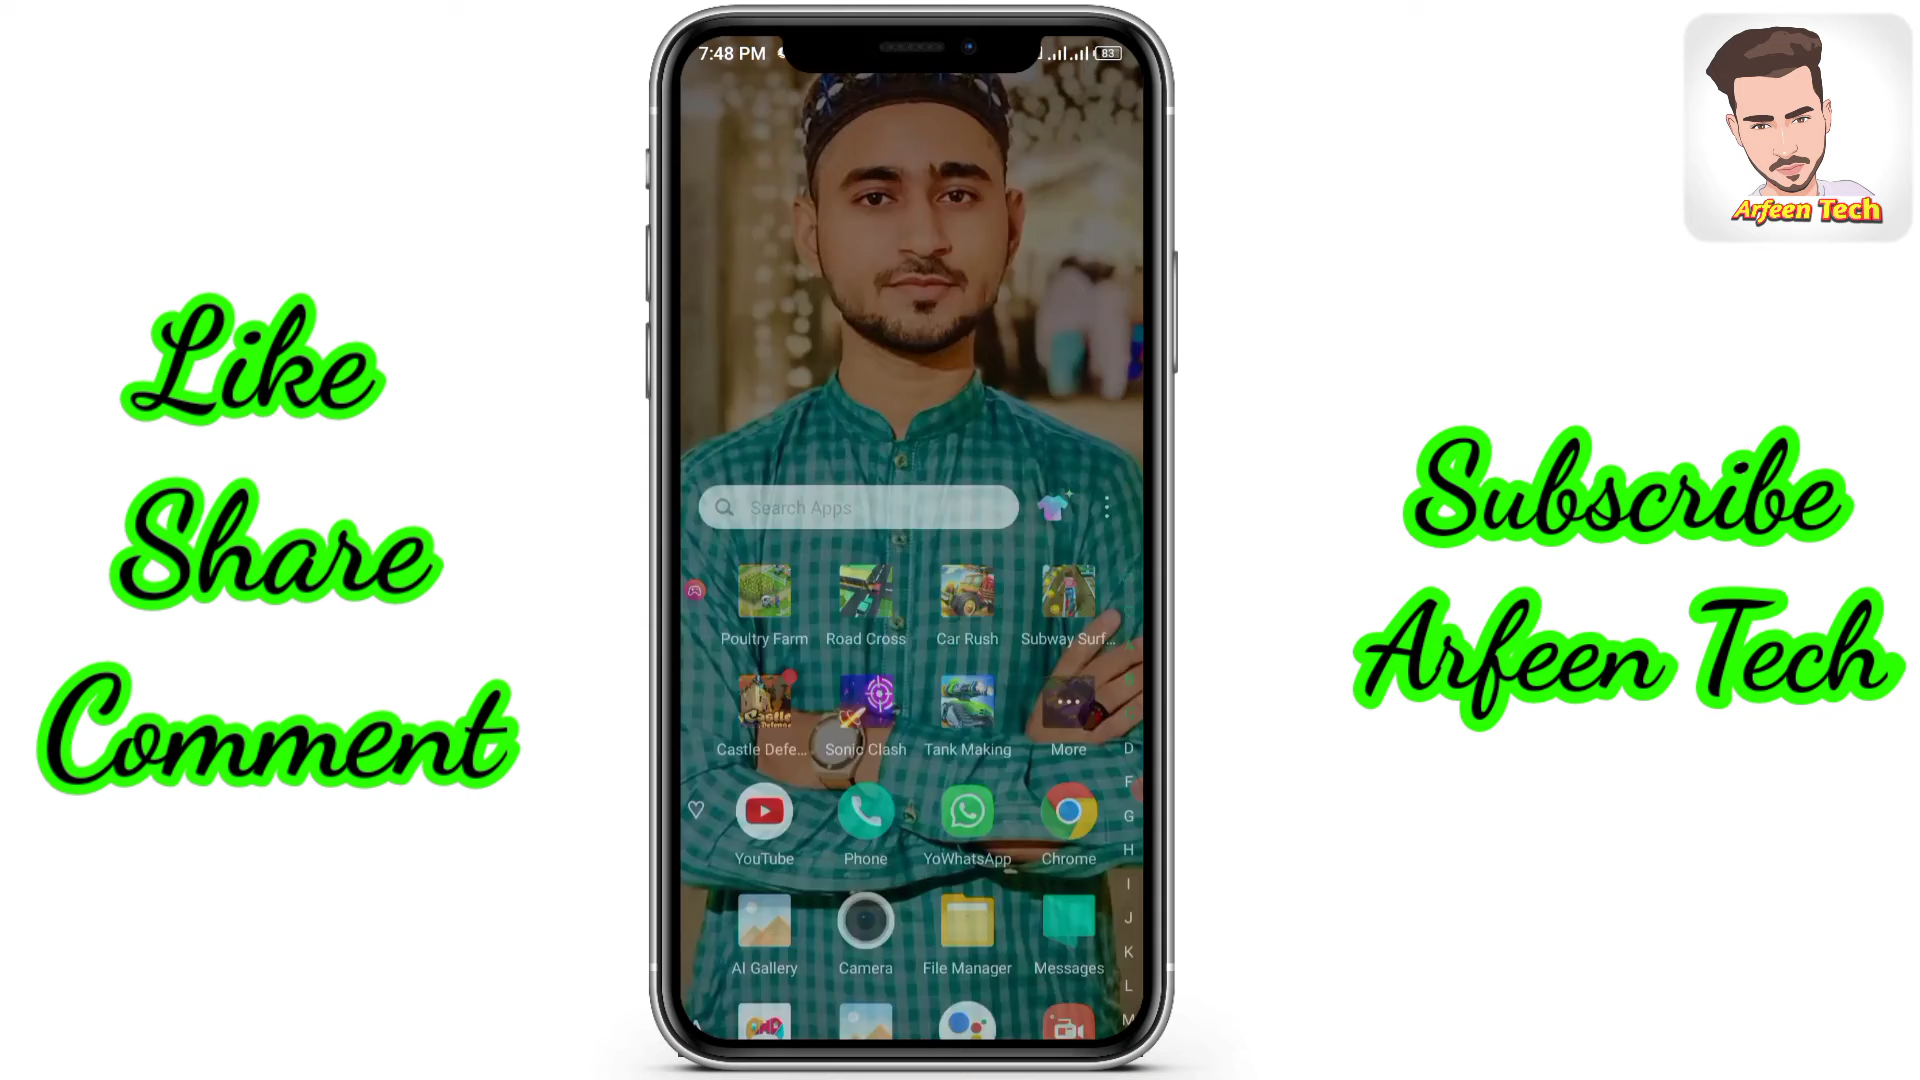 7:48 PM
83
Arfeen Tech
Like
Share
Comment
Subscribe
Arfeen Tech
Search Apps
Poultry Farm
Road Cross
Car Rush
Subway Surf...
Castle Defe...
Sonic Clash
Tank Making
More
YouTube
Phone
YoWhatsApp
Chrome
AI Gallery
Camera
File Manager
Messages
D
F
G
H
I
J
K
L
M